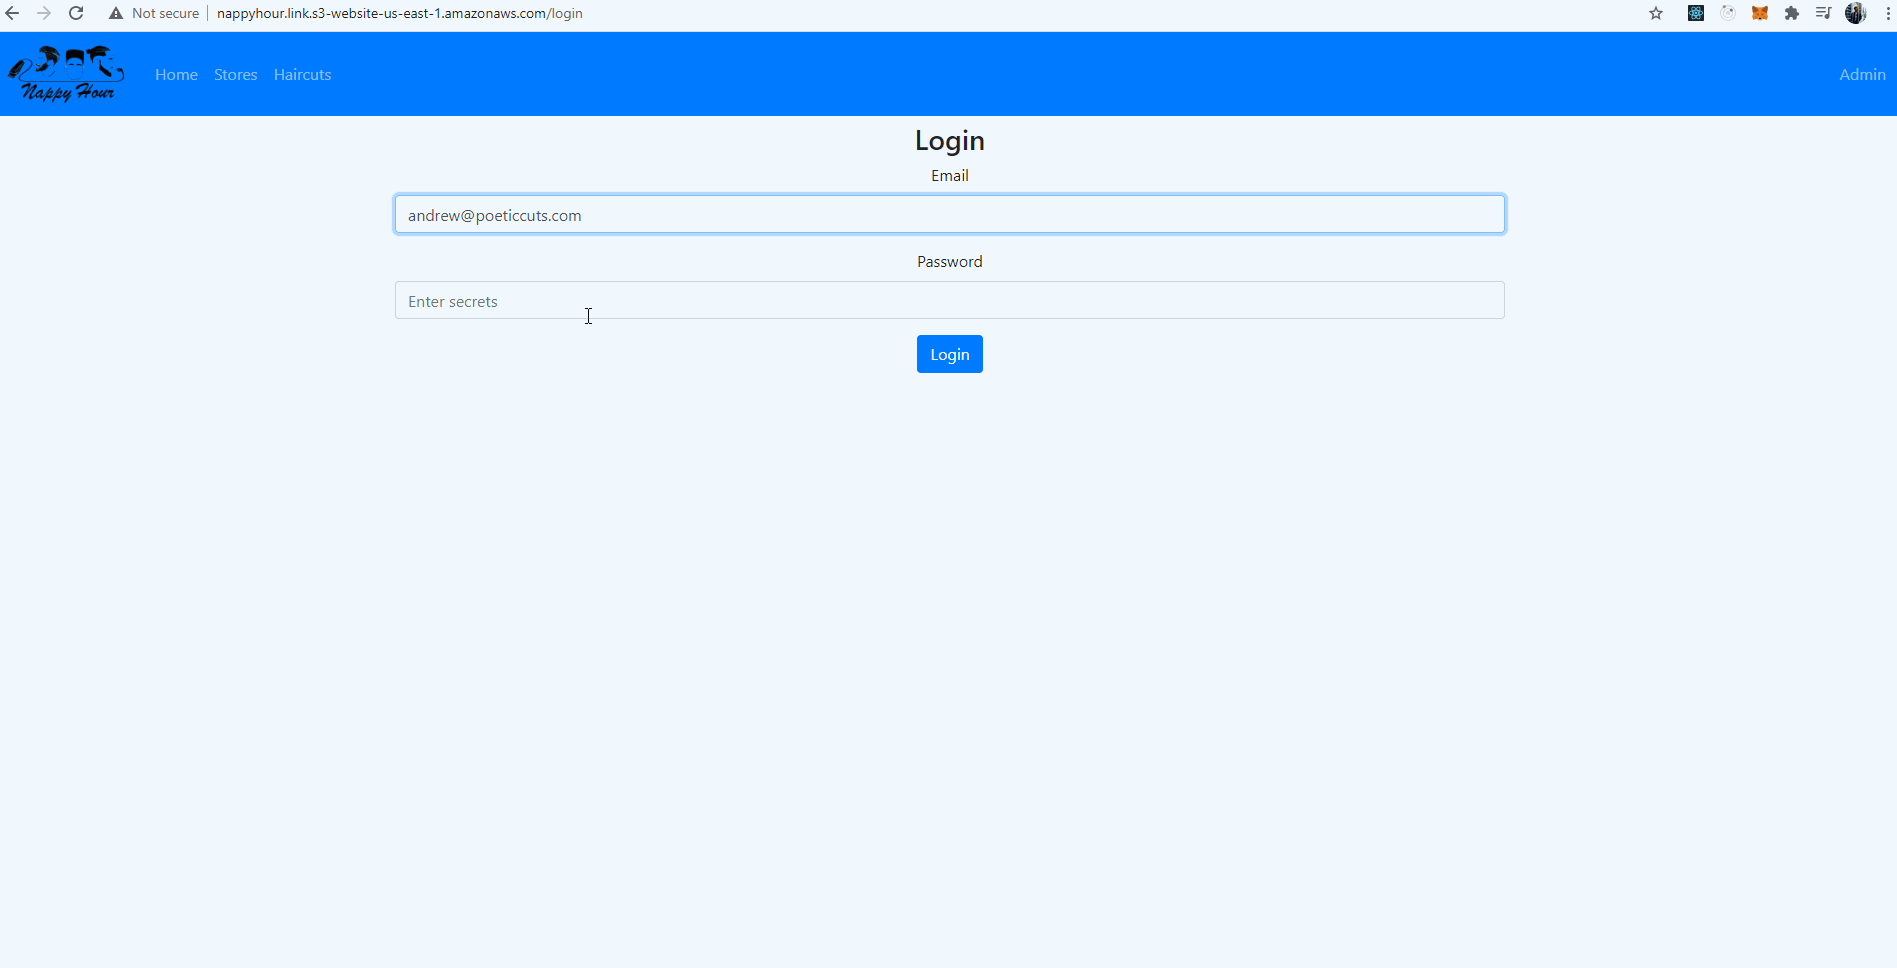 Not secure | nappyhour.link.s3-website-us-east-1.amazonaws.com/login
Nappy Hour Home Stores Haircuts Admin
Login
Email
andrew@poeticcuts.com
Password
Enter secrets
Login